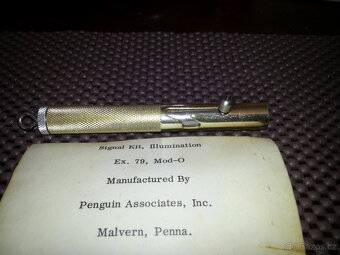 Signal Kit, Illumination
Ex. 79, Mod-O
Manufactured By
Penguin Associates, Inc.
Malvern, Penna.